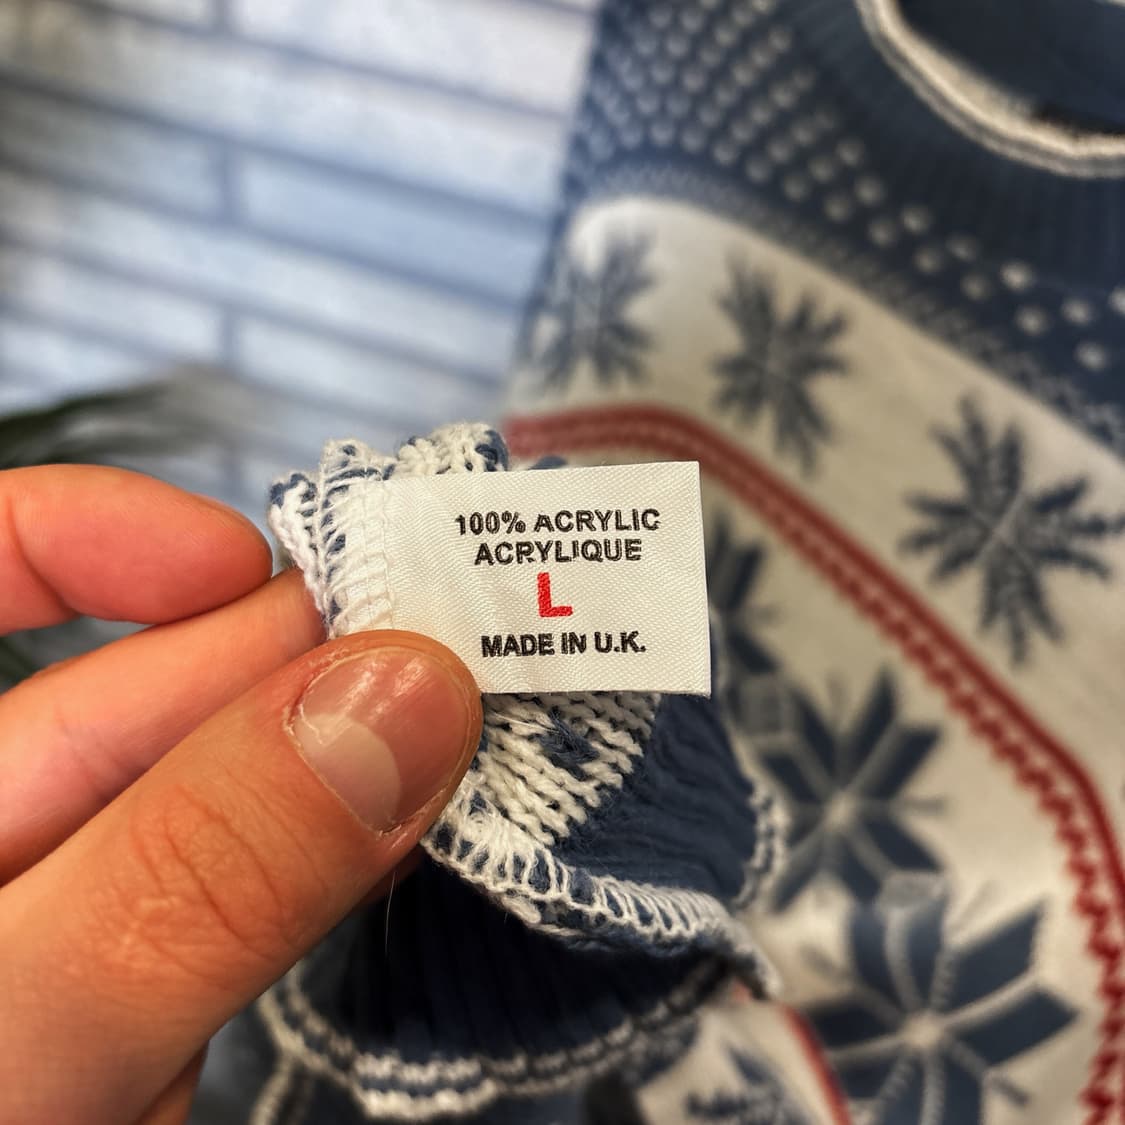 100% ACRYLIC
ACRYLIQUE
L
MADE IN U.K.